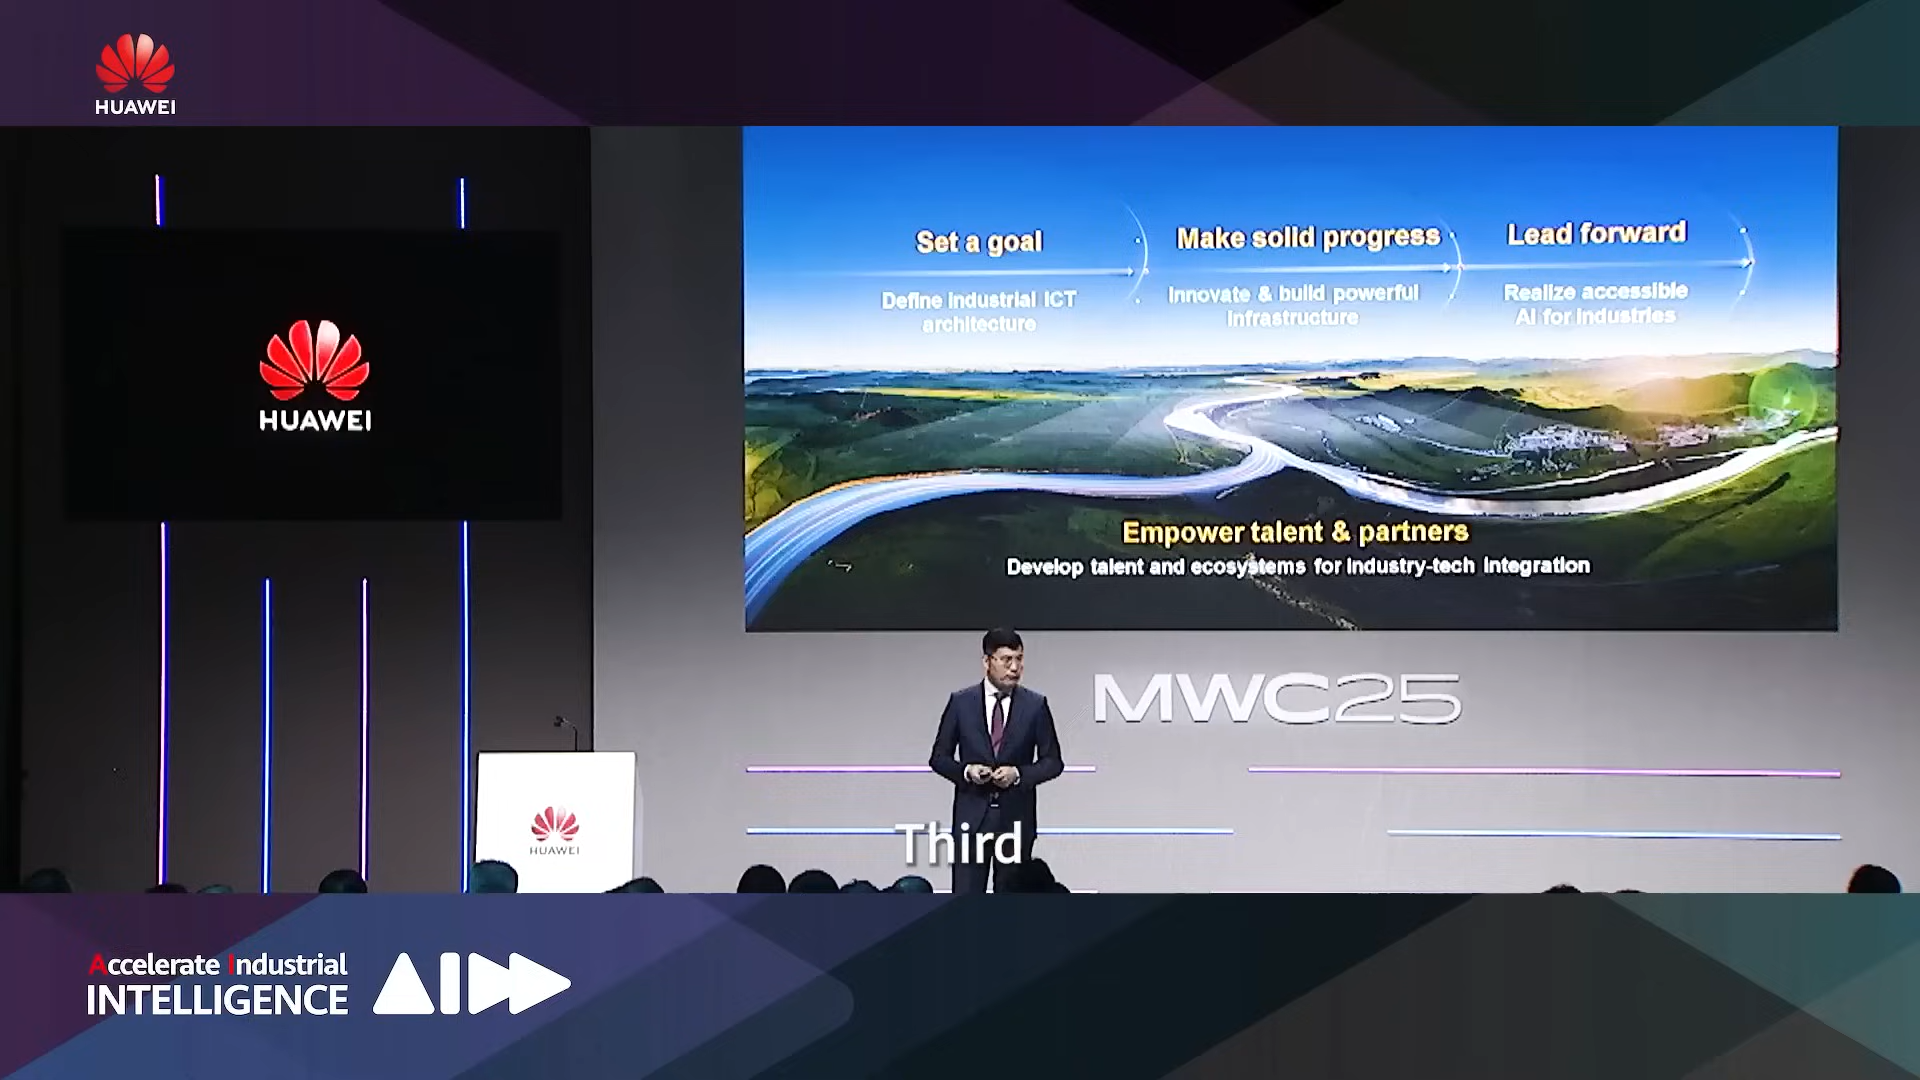 HUAWEI
HUAWEI
Set a goal
Define industrial ICT
architecture
Make solid progress
Innovate & build powerful
infrastructure
Lead forward
Realize accessible
AI for industries
Empower talent & partners
Develop talent and ecosystems for industry-tech integration
MWC25
HUAWEI
Third
Accelerate Industrial
INTELLIGENCE
AI